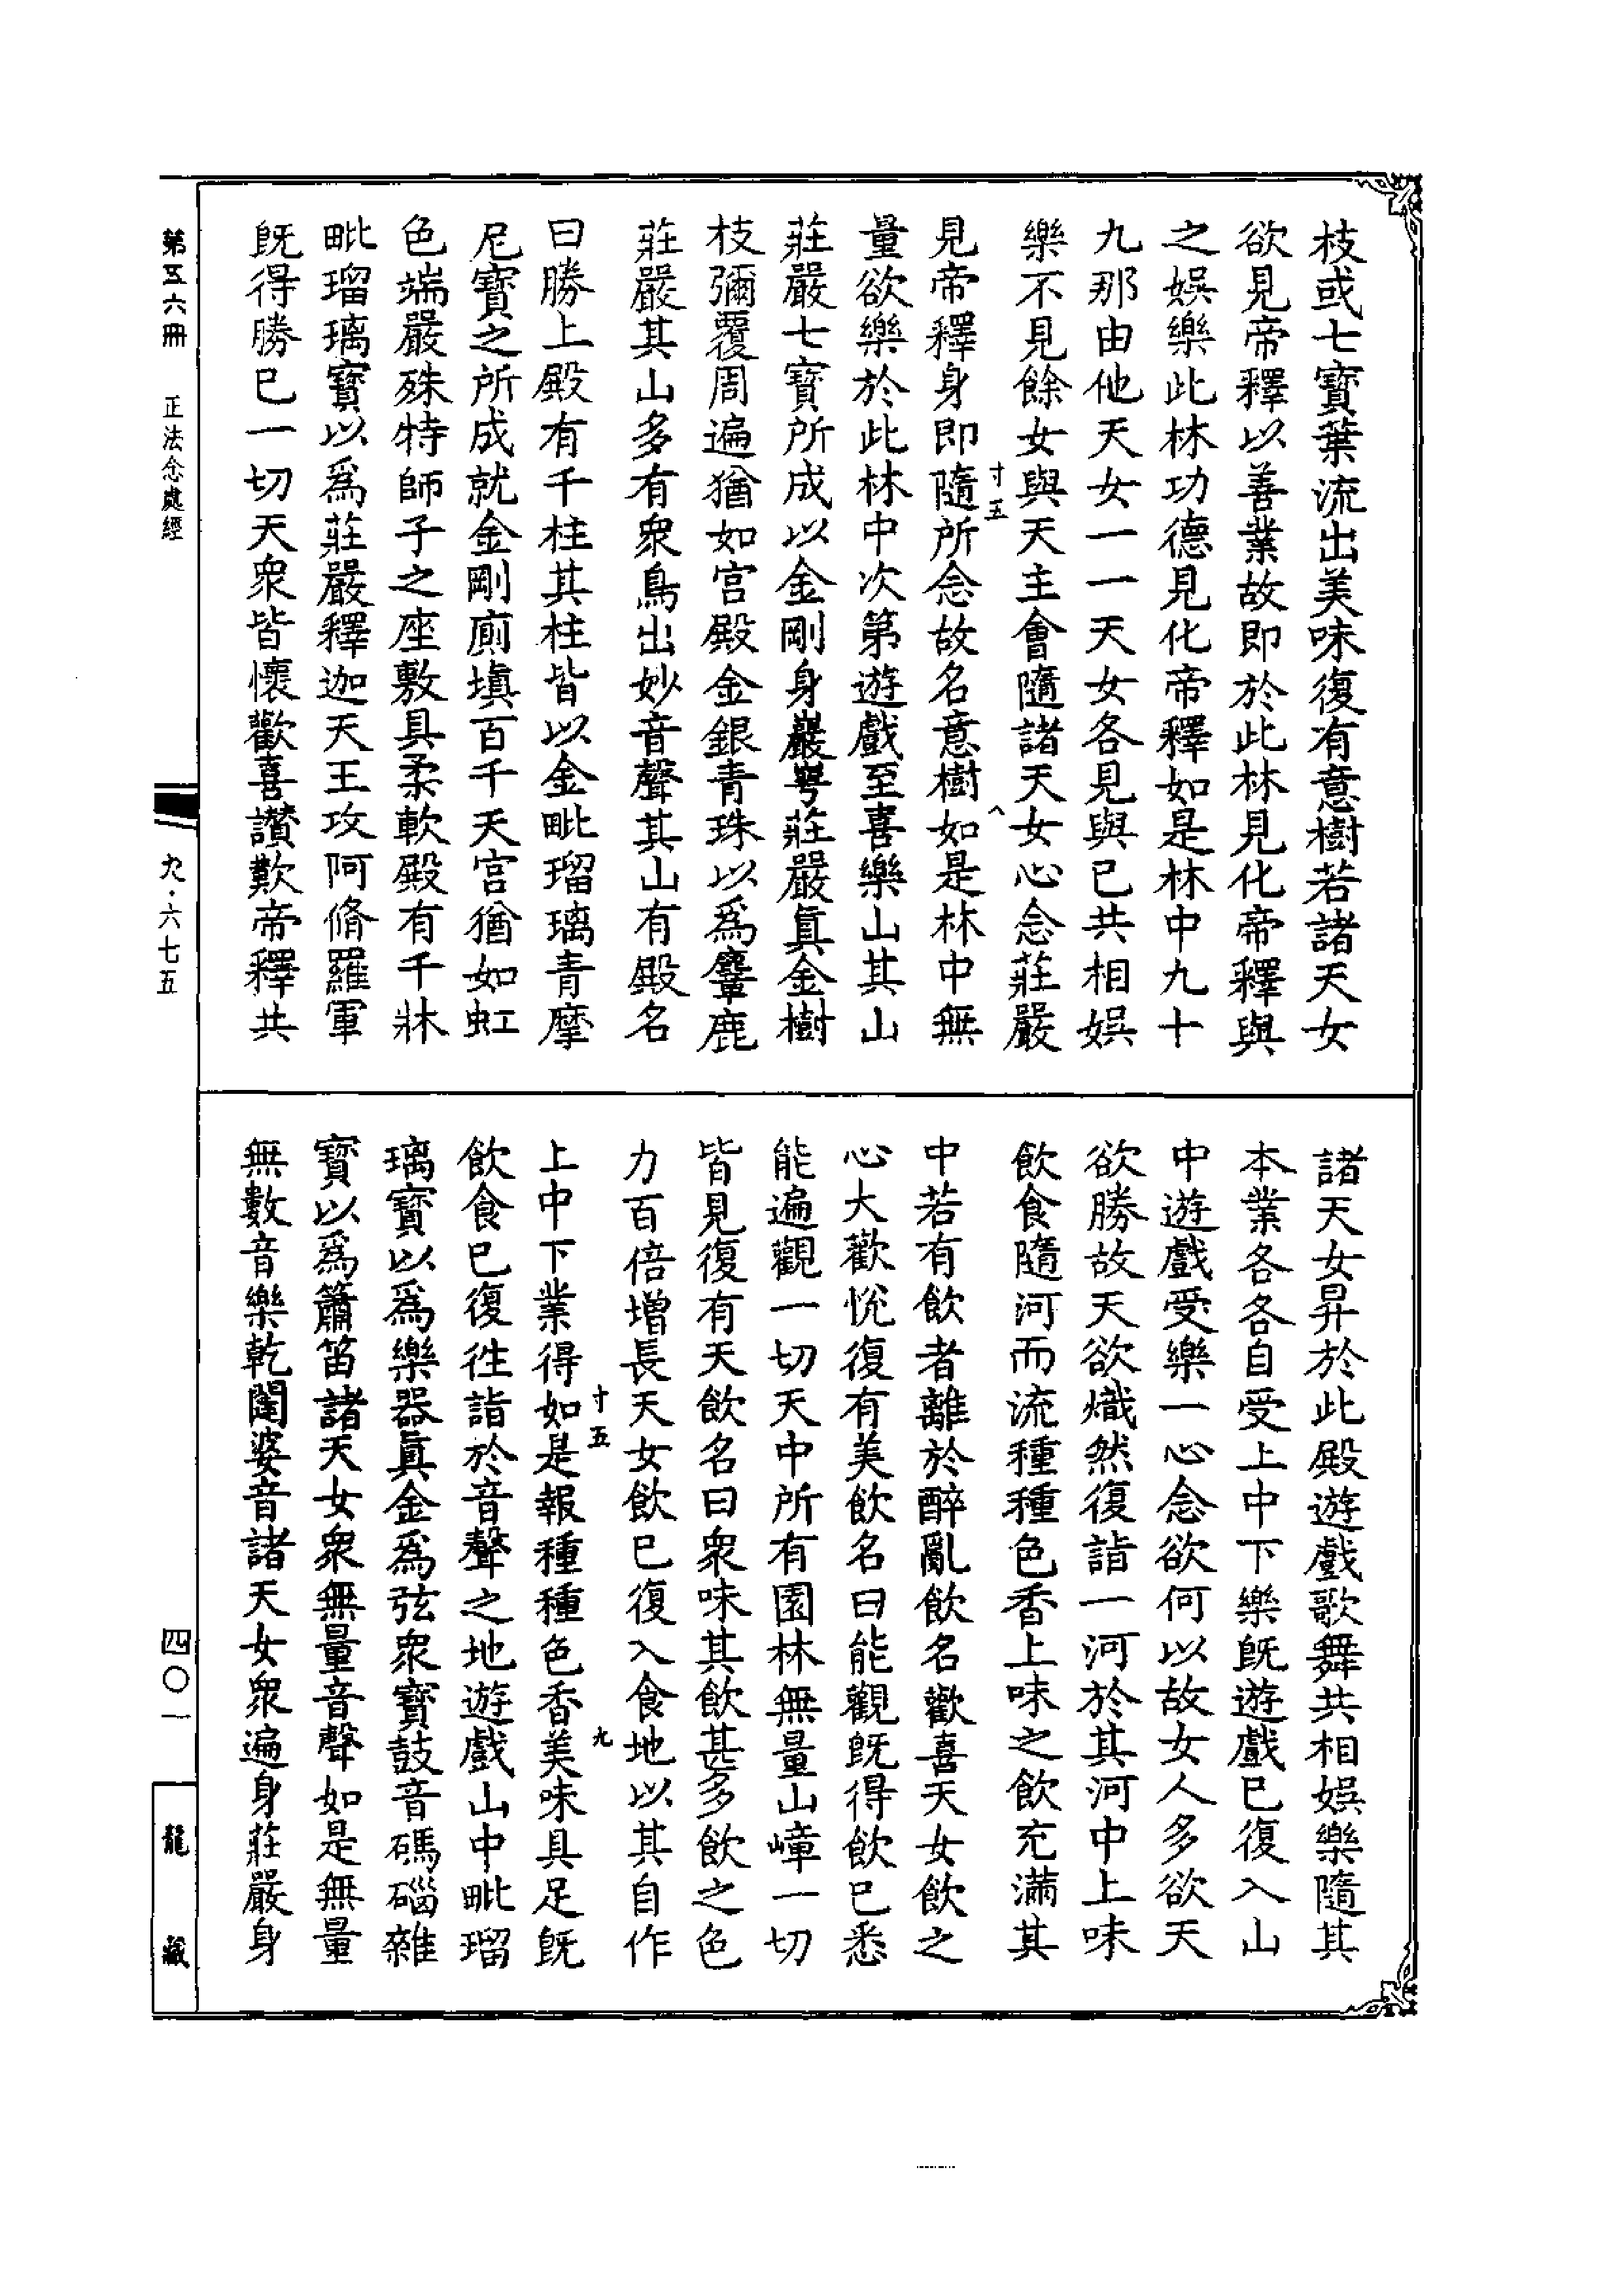 枝或七寶葉流出美味復有意樹若諸天女
欲見帝釋以善業故即於此林見化帝釋與
之娛樂此林功德見化帝釋如是林中九十
九那由他天女一一天女各見與已共相娛
樂不見餘女與天主會隨諸天女心念莊嚴
見帝釋身即隨所念故名意樹如是林中無
量欲樂於此林中次第遊戲至喜樂山其山
莊嚴七寶所成以金剛身巖崿莊嚴眞金樹
枝彌覆周遍猶如宮殿金銀青珠以爲麞鹿
莊嚴其山多有衆鳥出妙音聲其山有殿名
曰勝上殿有千柱其柱皆以金毗瑠璃青摩
尼寶之所成就金剛廁塡百千天宮猶如虹
色端嚴殊特師子之座敷具柔軟殿有千牀
毗瑠璃寶以爲莊嚴釋迦天王攻阿脩羅軍
旣得勝已一切天衆皆懷歡喜讃歎帝釋共
寸五
八
諸天女昇於此殿遊戲歌舞共相娛樂隨其
本業各各自受上中下樂旣遊戲已復入山
中遊戲受樂一心念欲何以故女人多欲天
欲勝故天欲熾然復詣一河於其河中上味
飲食隨河而流種種色香上味之飲充滿其
中若有飲者離於醉亂飲名歡喜天女飲之
心大歡悅復有美飲名曰能觀旣得飲已悉
能遍觀一切天中所有園林無量山嶂一切
皆見復有天飲名曰衆味其飲甚多飲之色
力百倍增長天女飲已復入食地以其自作
上中下業得如是報種種色香美味具足旣
飲食已復徃詣於音聲之地遊戲山中毗瑠
璃寶以爲樂器眞金爲弦衆寶鼓音碼碯雜
寶以爲簫笛諸天女衆無量音聲如是無量
無數音樂乾闥婆音諸天女衆遍身莊嚴身
寸五
九
第五六冊
正法念處經
九·六七五
四〇一
龍藏